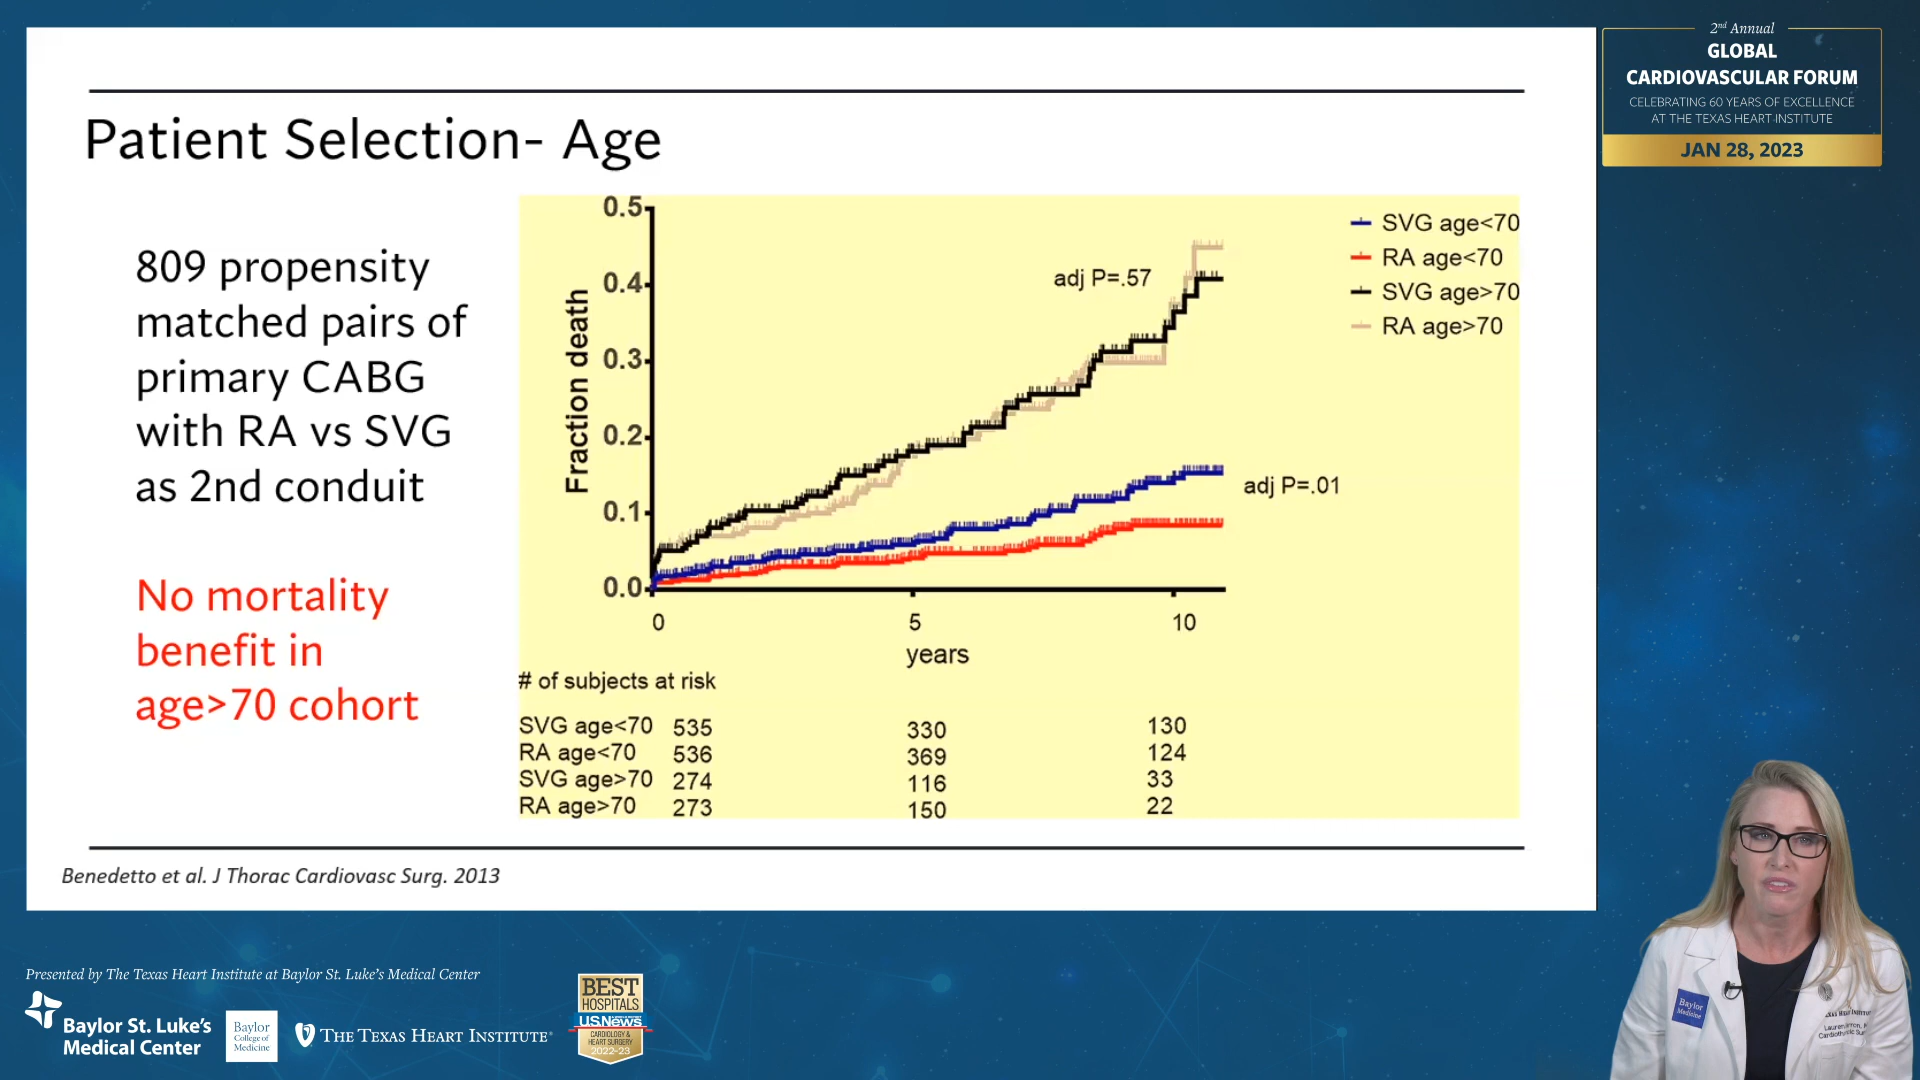 2nd Annual
GLOBAL
CARDIOVASCULAR FORUM
CELEBRATING 60 YEARS OF EXCELLENCE
AT THE TEXAS HEART INSTITUTE
JAN 28, 2023
Patient Selection- Age
809 propensity
matched pairs of
primary CABG
with RA vs SVG
as 2nd conduit
No mortality
benefit in
age>70 cohort
Fraction death
0.5
0.4
0.3
0.2
0.1
0.0
adj P=.57
adj P=.01
SVG age<70
RA age<70
SVG age>70
RA age>70
0 5 10
years
# of subjects at risk
SVG age<70 535 330 130
RA age<70 536 369 124
SVG age>70 274 116 33
RA age>70 273 150 22
Benedetto et al. J Thorac Cardiovasc Surg. 2013
Presented by The Texas Heart Institute at Baylor St. Luke's Medical Center
Baylor St. Luke's
Medical Center
Baylor
College of
Medicine
THE TEXAS HEART INSTITUTE®
BEST
HOSPITALS
U.S. News
CARDIOLOGY &
HEART SURGERY
2022-23
Baylor
Medicine